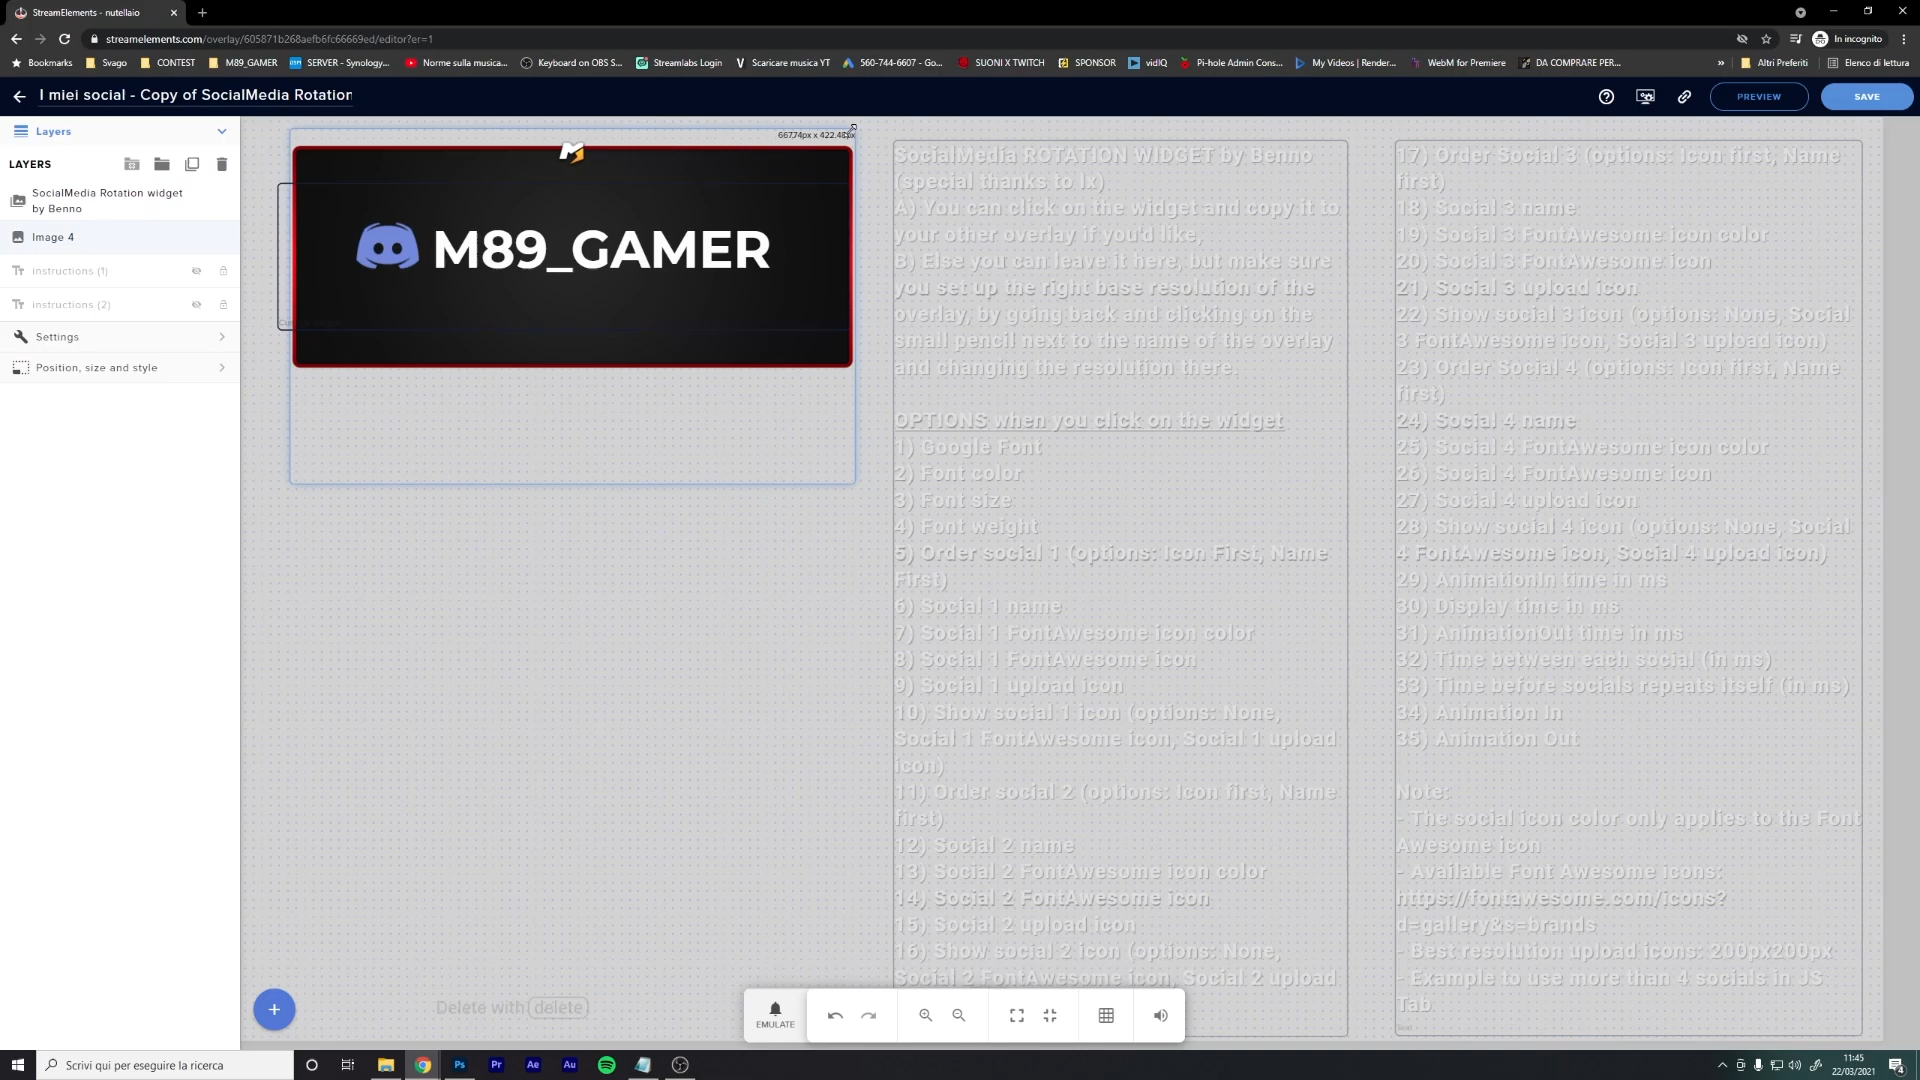 StreamElements - nutellaio
streamelements.com/overlay/605871b268aefb6fc66669ed/editor?er=1
In incognito
Bookmarks
Svago
CONTEST
M89_GAMER
SERVER - Synology...
Norme sulla musica...
Keyboard on OBS S...
Streamlabs Login
Scaricare musica YT
560-744-6607 - Go...
SUONI X TWITCH
SPONSOR
vidIQ
Pi-hole Admin Cons...
My Videos | Render...
WebM for Premiere
DA COMPRARE PER...
»
Altri Preferiti
Elenco di lettura
I miei social - Copy of SocialMedia Rotation
PREVIEW
SAVE
Layers
LAYERS
SocialMedia Rotation widget
by Benno
Image 4
instructions (1)
instructions (2)
Settings
Position, size and style
M89_GAMER
SocialMedia ROTATION WIDGET by Benno
(special thanks to lx)
A) You can click on the widget and copy it to
your other overlay if you'd like,
B) Else you can leave it here, but make sure
you set up the right base resolution of the
overlay, by going back and clicking on the
small pencil next to the name of the overlay
and changing the resolution there.
OPTIONS when you click on the widget
1) Google Font
2) Font color
3) Font size
4) Font weight
5) Order social 1 (options: Icon First, Name
First)
6) Social 1 name
7) Social 1 FontAwesome icon color
8) Social 1 FontAwesome icon
9) Social 1 upload icon
10) Show social 1 icon (options: None,
Social 1 FontAwesome icon, Social 1 upload
icon)
11) Order social 2 (options: Icon first, Name
first)
12) Social 2 name
13) Social 2 FontAwesome icon color
14) Social 2 FontAwesome icon
15) Social 2 upload icon
16) Show social 2 icon (options: None,
Social 2 FontAwesome icon, Social 2 upload
17) Order Social 3 (options: Icon first, Name
first)
18) Social 3 name
19) Social 3 FontAwesome icon color
20) Social 3 FontAwesome icon
21) Social 3 upload icon
22) Show social 3 icon (options: None, Social
3 FontAwesome icon, Social 3 upload icon)
23) Order Social 4 (options: Icon first, Name
first)
24) Social 4 name
25) Social 4 FontAwesome icon color
26) Social 4 FontAwesome icon
27) Social 4 upload icon
28) Show social 4 icon (options: None, Social
4 FontAwesome icon, Social 4 upload icon)
29) AnimationIn time in ms
30) Display time in ms
31) AnimationOut time in ms
32) Time between each social (in ms)
33) Time before socials repeats itself (in ms)
34) Animation In
35) Animation Out
Note:
- The social icon color only applies to the Font
Awesome icon
- Available Font Awesome icons:
https://fontawesome.com/icons?
d=gallery&s=brands
- Best resolution upload icons: 200px200px
- Example to use more than 4 socials in JS
Tab
Delete with delete
EMULATE
Scrivi qui per eseguire la ricerca
Ps
Pr
Ae
Au
11:45
22/03/2021
4